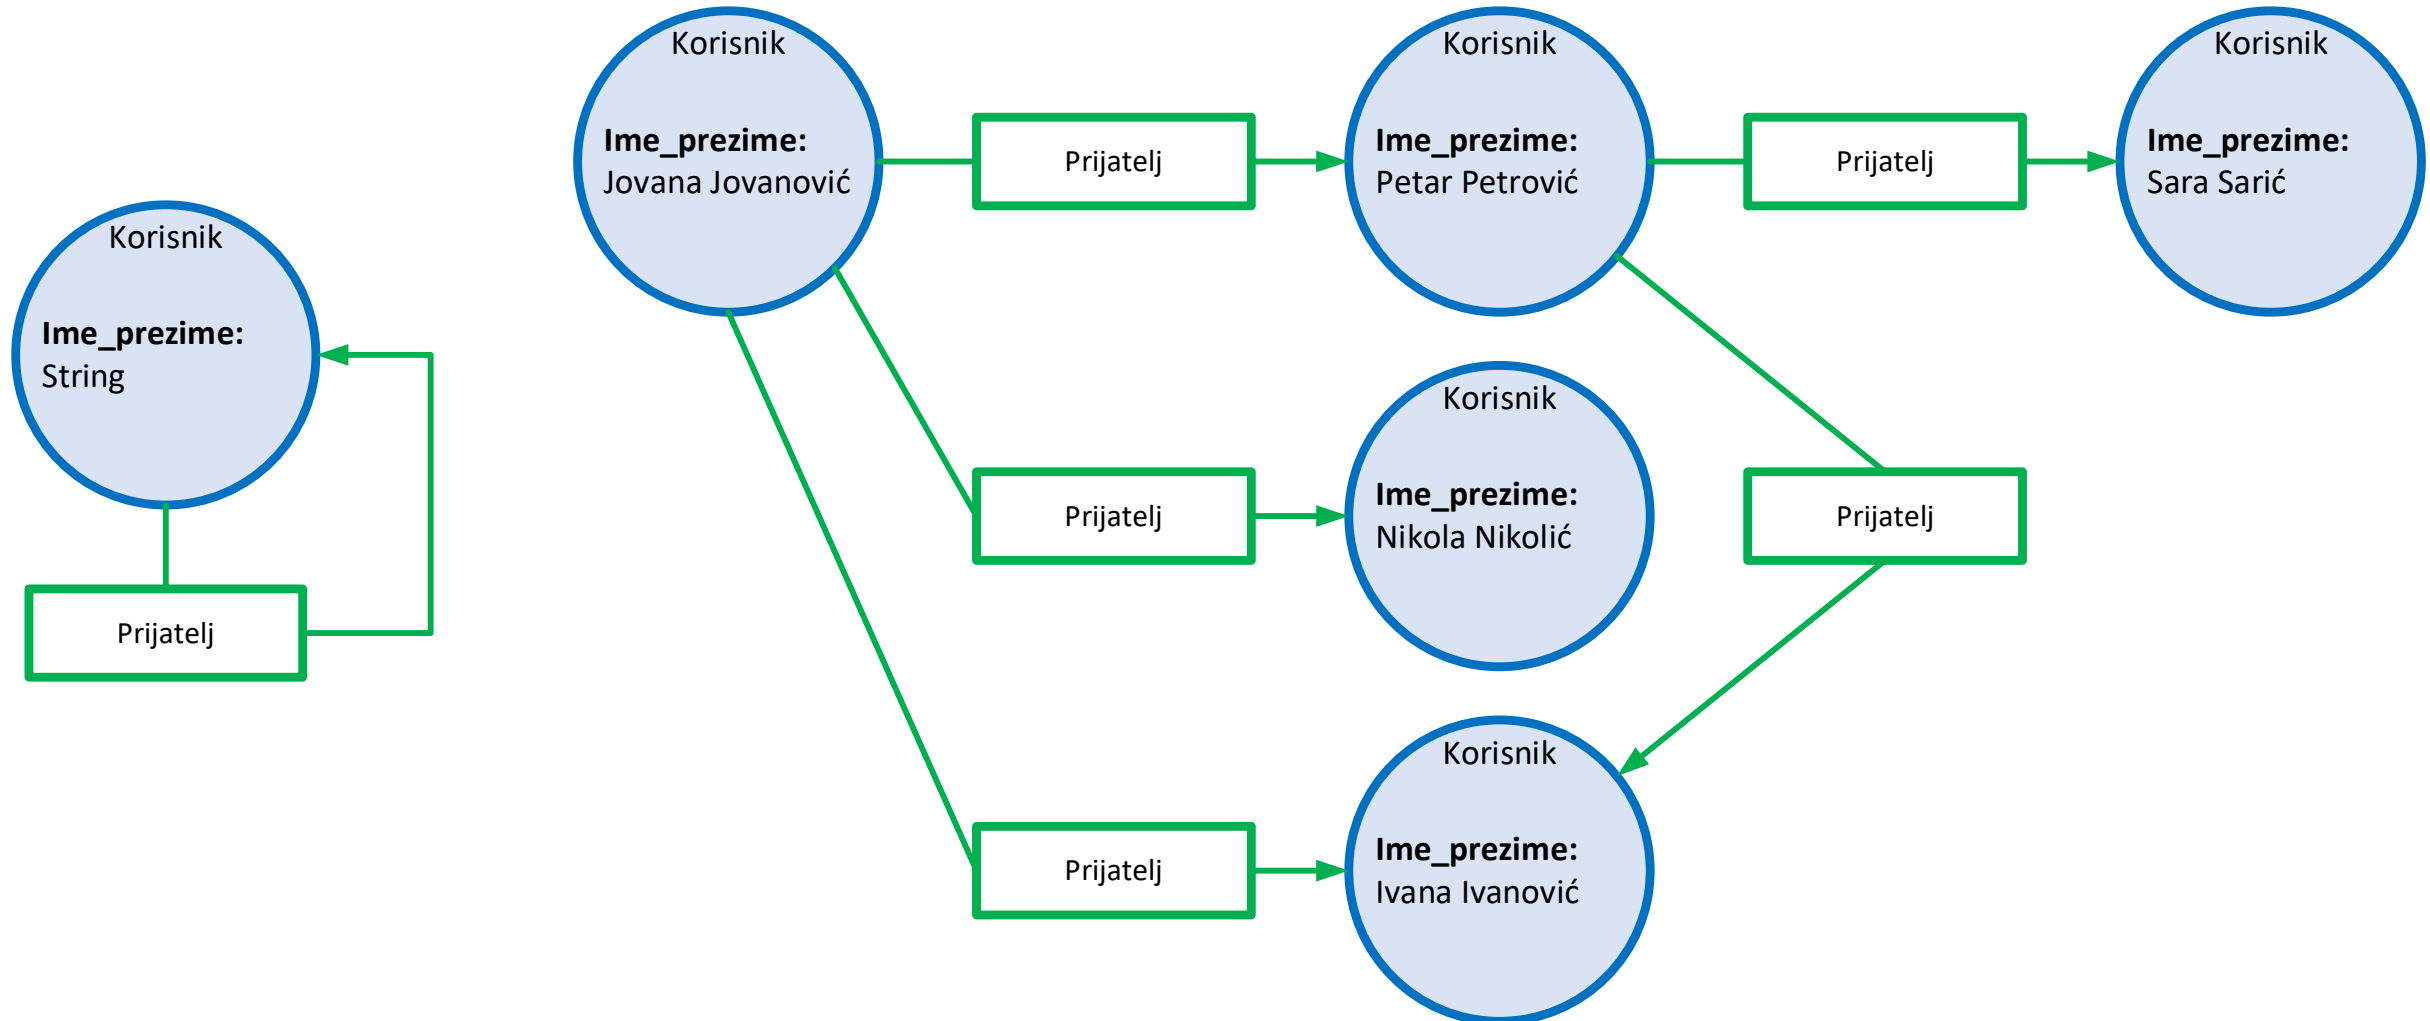 Korisnik
Ime_prezime:
String
Prijatelj
Korisnik
Ime_prezime:
Jovana Jovanović
Prijatelj
Korisnik
Ime_prezime:
Petar Petrović
Prijatelj
Korisnik
Ime_prezime:
Sara Sarić
Prijatelj
Korisnik
Ime_prezime:
Nikola Nikolić
Prijatelj
Prijatelj
Korisnik
Ime_prezime:
Ivana Ivanović